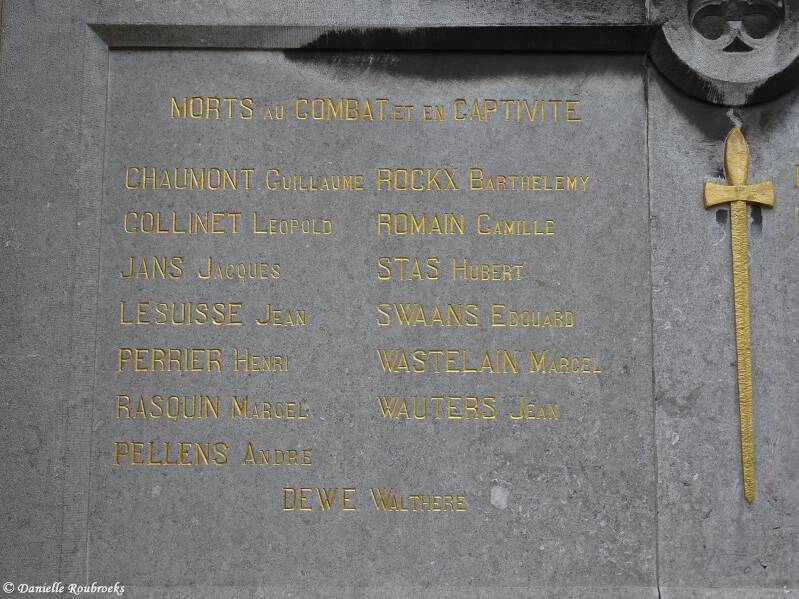 MORTS AU COMBAT ET EN CAPTIVITE
CHAUMONT GUILLAUME ROCKX BARTHELEMY
COLLINET LEOPOLD ROMAIN CAMILLE
JANS JACQUES STAS HUBERT
LESUISSE JEAN SWAANS EDOUARD
PERRIER HENRI WASTELAIN MARCEL
RASQUIN MARCEL WAUTERS JEAN
PELLENS ANDRE
DEWE WALTHERE
© Danielle Roubroeks